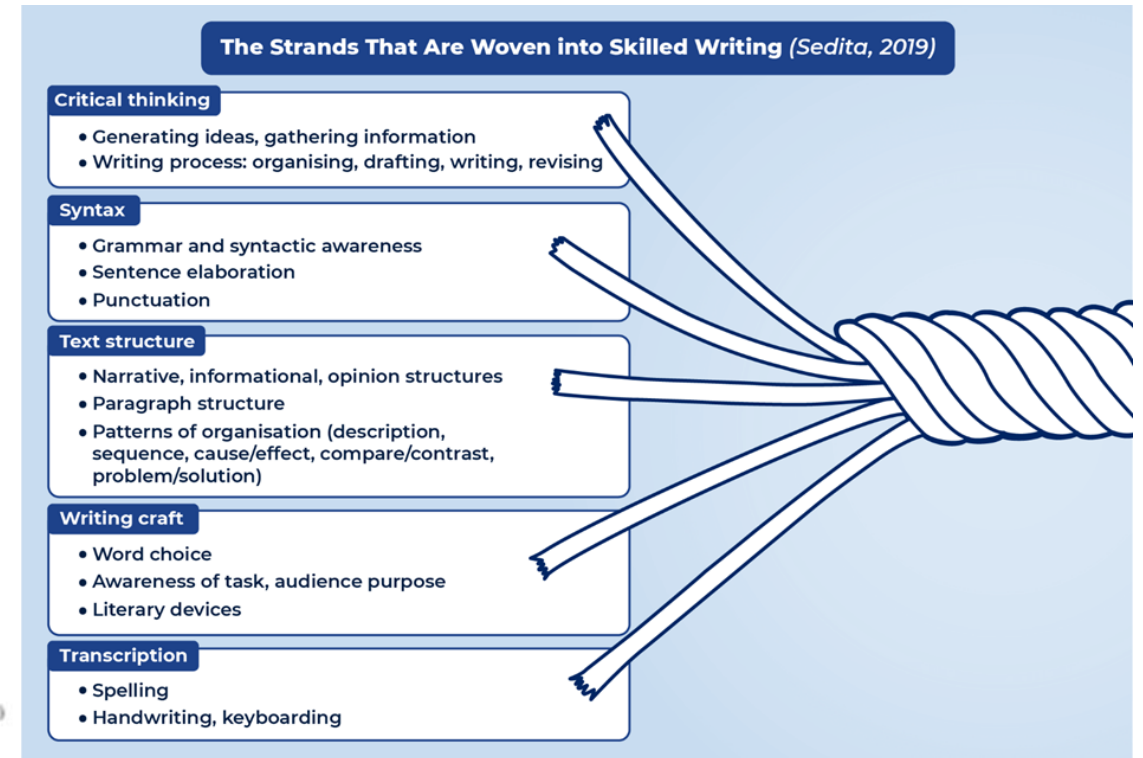 The Strands That Are Woven into Skilled Writing (Sedita, 2019)
Critical thinking
• Generating ideas, gathering information
• Writing process: organising, drafting, writing, revising
Syntax
• Grammar and syntactic awareness
• Sentence elaboration
• Punctuation
Text structure
• Narrative, informational, opinion structures
• Paragraph structure
• Patterns of organisation (description,
sequence, cause/effect, compare/contrast,
problem/solution)
Writing craft
• Word choice
• Awareness of task, audience purpose
• Literary devices
Transcription
• Spelling
• Handwriting, keyboarding